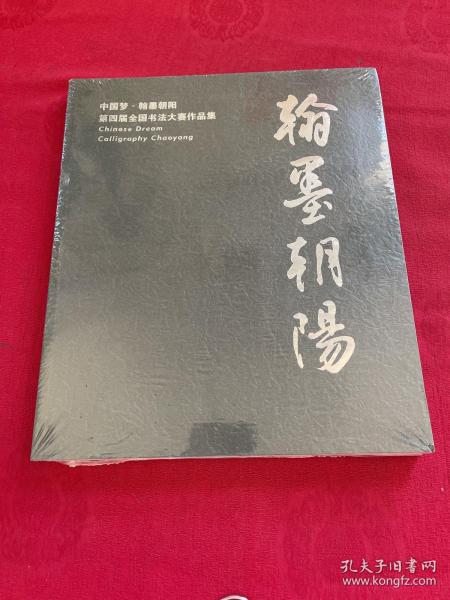 中国梦·翰墨朝阳
第四届全国书法大赛作品集
Chinese Dream
Calligraphy Chaoyang
翰墨朝陽
孔夫子旧书网
www.kongfz.com